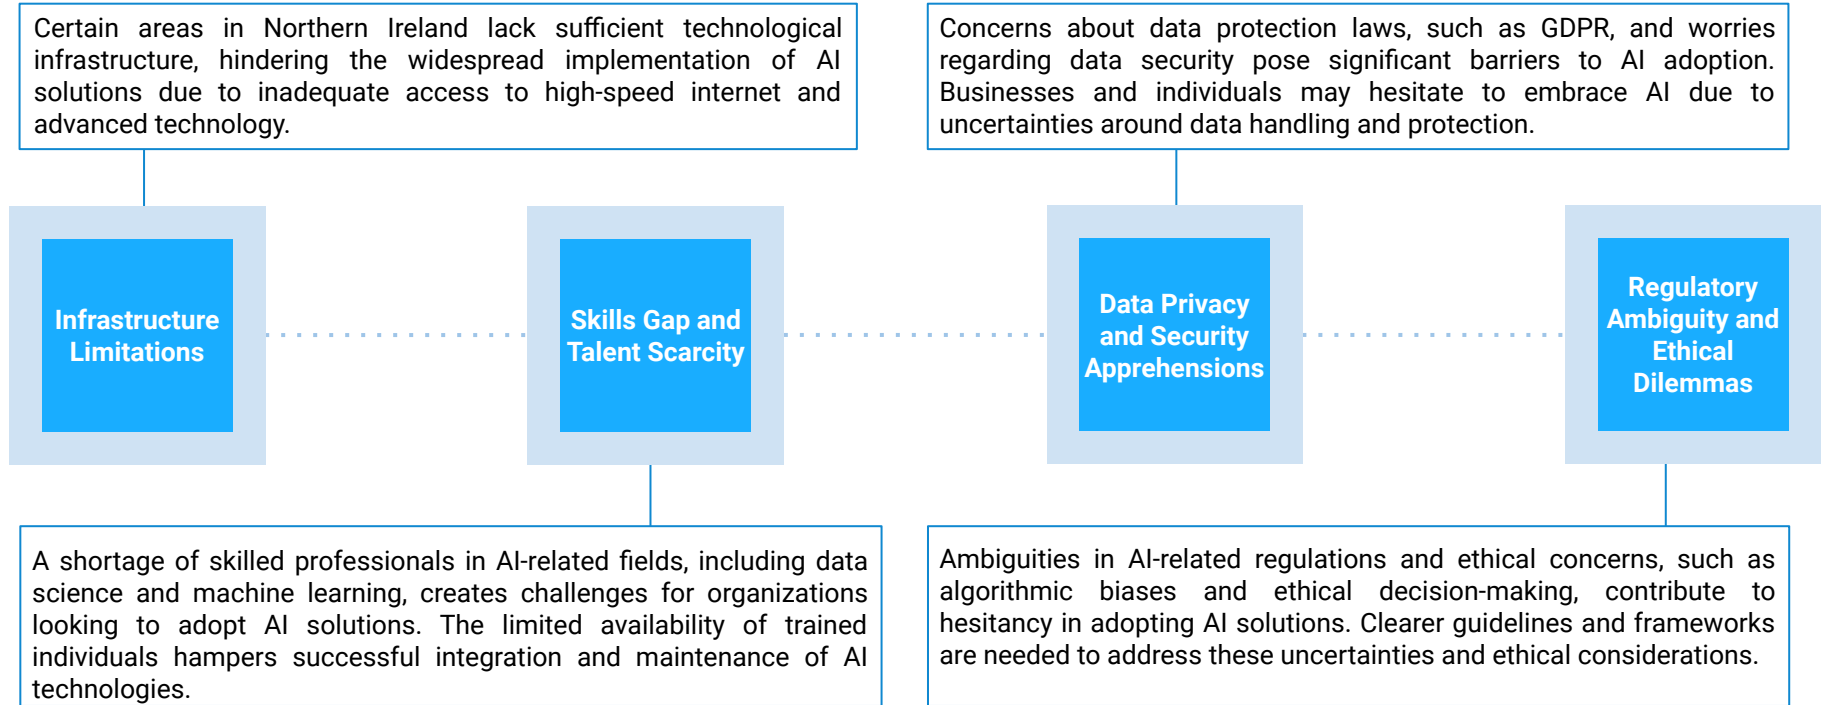 Certain areas in Northern Ireland lack sufficient technological
infrastructure, hindering the widespread implementation of AI
solutions due to inadequate access to high-speed internet and
advanced technology.
Concerns about data protection laws, such as GDPR, and worries
regarding data security pose significant barriers to AI adoption.
Businesses and individuals may hesitate to embrace AI due to
uncertainties around data handling and protection.
Infrastructure
Limitations
Skills Gap and
Talent Scarcity
Data Privacy
and Security
Apprehensions
Regulatory
Ambiguity and
Ethical
Dilemmas
A shortage of skilled professionals in AI-related fields, including data
science and machine learning, creates challenges for organizations
looking to adopt AI solutions. The limited availability of trained
individuals hampers successful integration and maintenance of AI
technologies.
Ambiguities in AI-related regulations and ethical concerns, such as
algorithmic biases and ethical decision-making, contribute to
hesitancy in adopting AI solutions. Clearer guidelines and frameworks
are needed to address these uncertainties and ethical considerations.